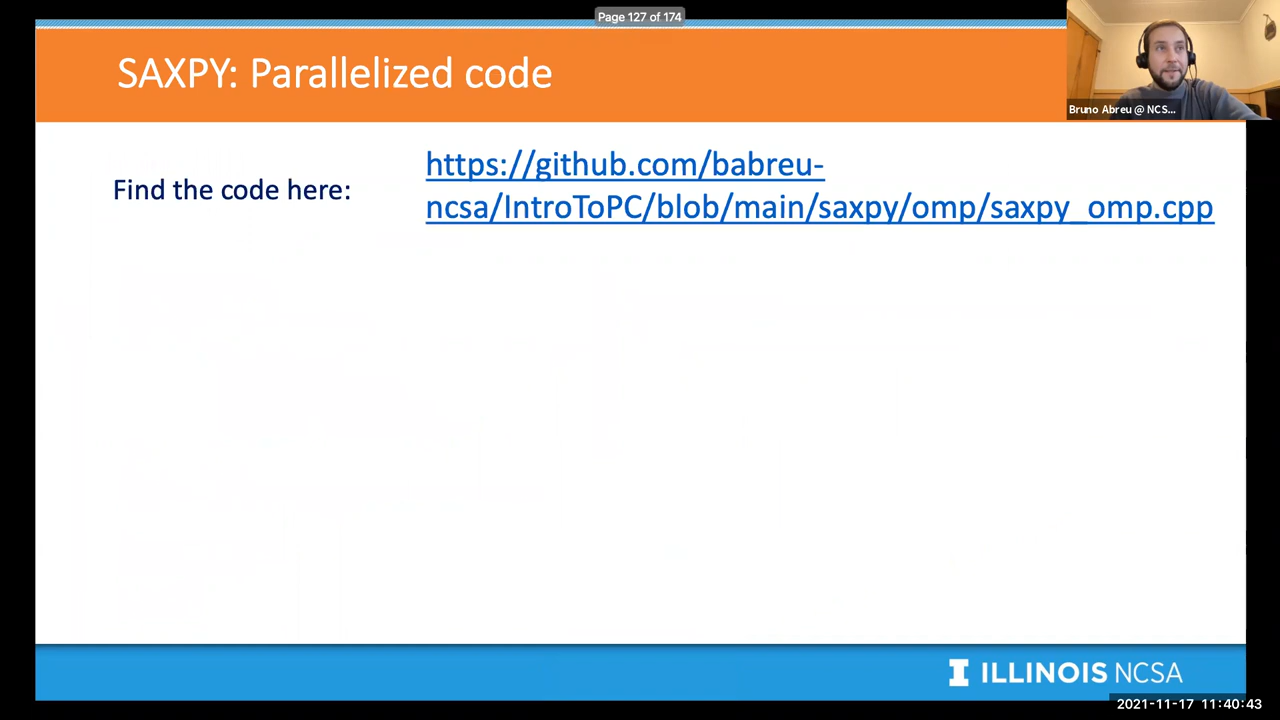 Page 127 of 174
SAXPY: Parallelized code
Bruno Abreu @ NCS...
Find the code here:
https://github.com/babreu-
ncsa/IntroToPC/blob/main/saxpy/omp/saxpy_omp.cpp
ILLINOIS NCSA
2021-11-17 11:40:43